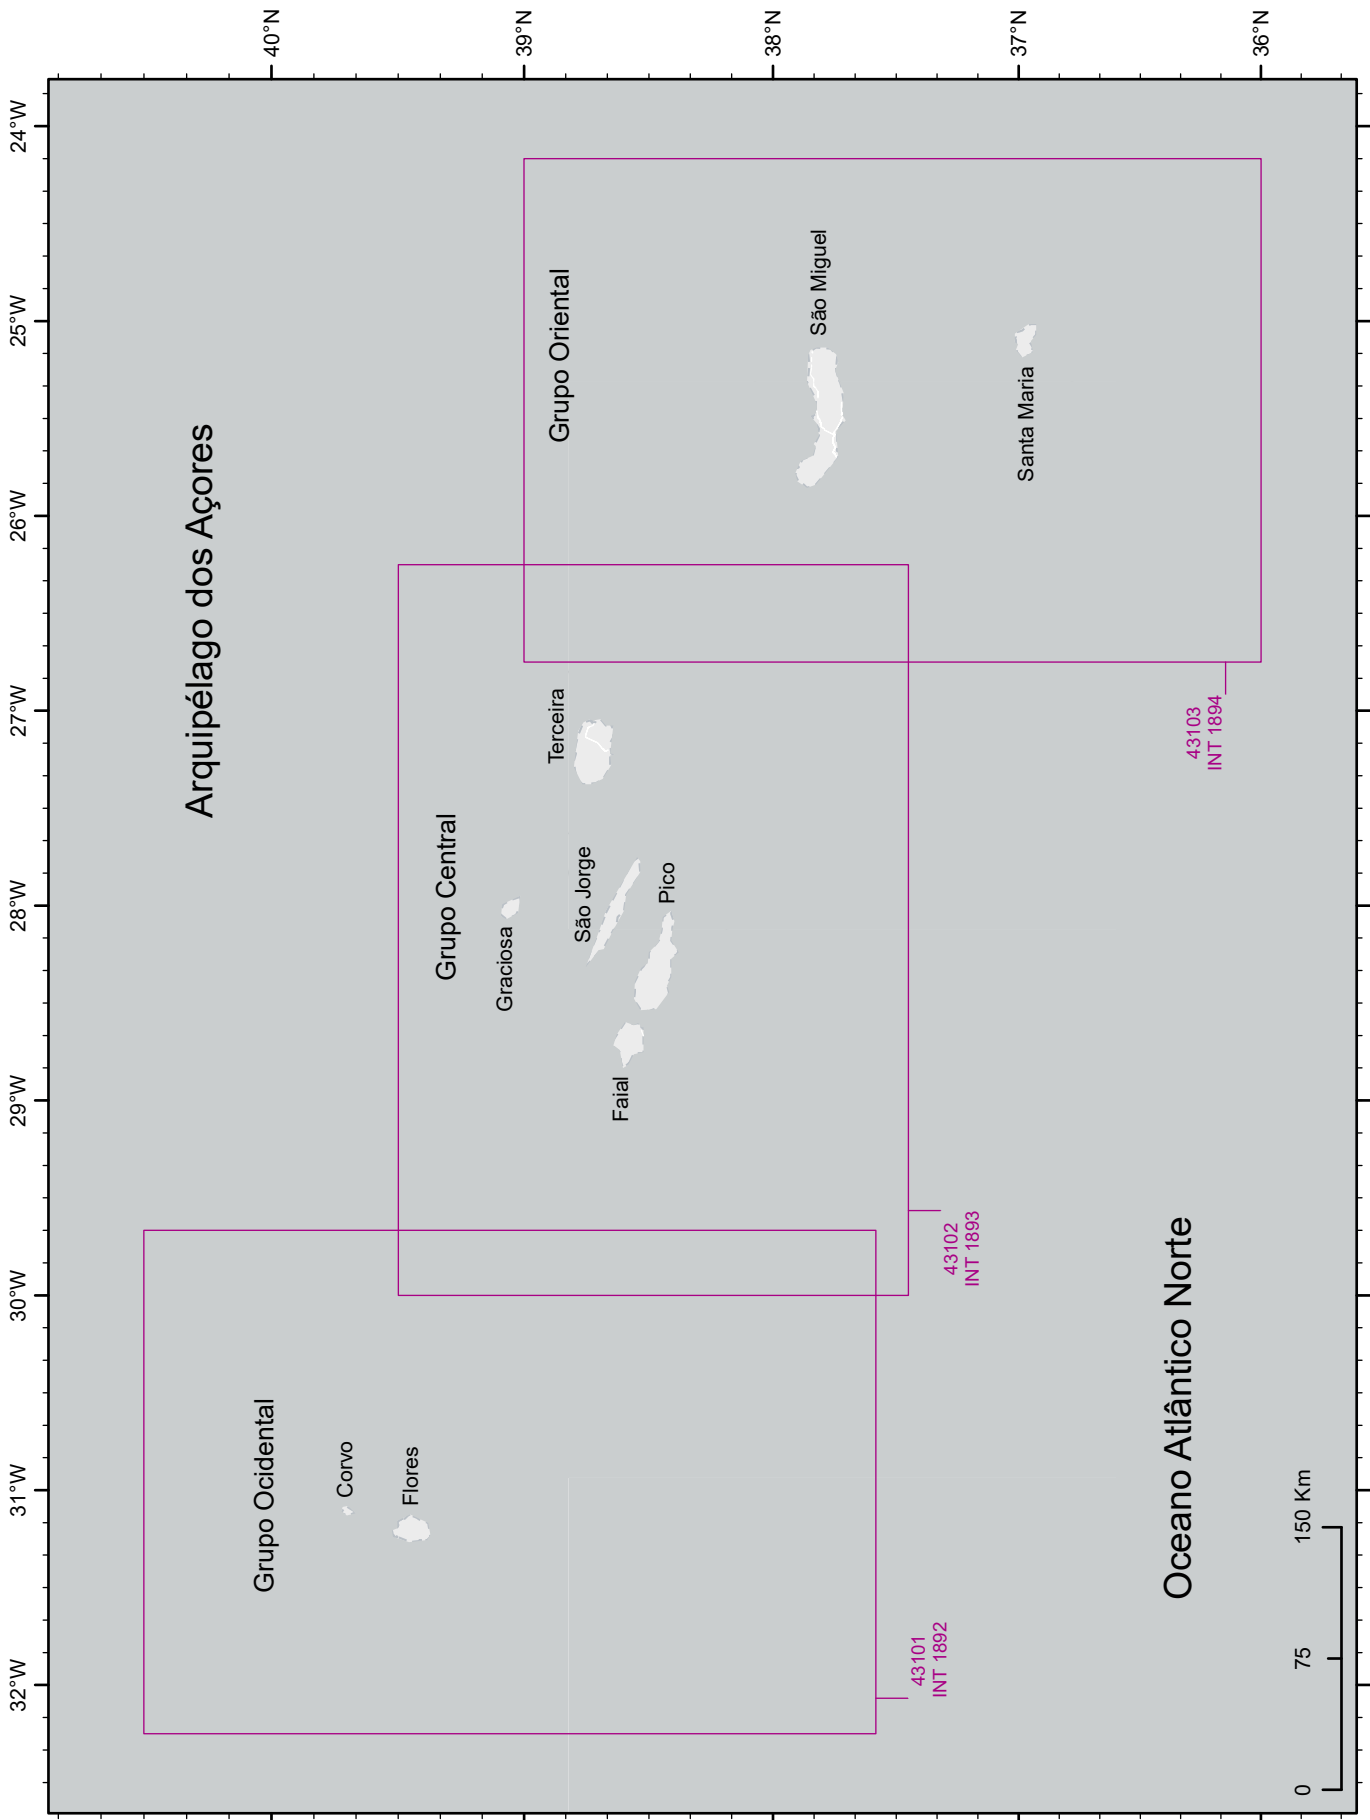 32°W
31°W
30°W
29°W
28°W
27°W
26°W
25°W
24°W
Arquipélago dos Açores
40°N
39°N
38°N
37°N
36°N
Grupo Ocidental
Corvo
Flores
Grupo Central
Graciosa
São Jorge
Terceira
Faial
Pico
Grupo Oriental
São Miguel
Santa Maria
43101
INT 1892
43102
INT 1893
43103
INT 1894
Oceano Atlântico Norte
0 75 150 Km